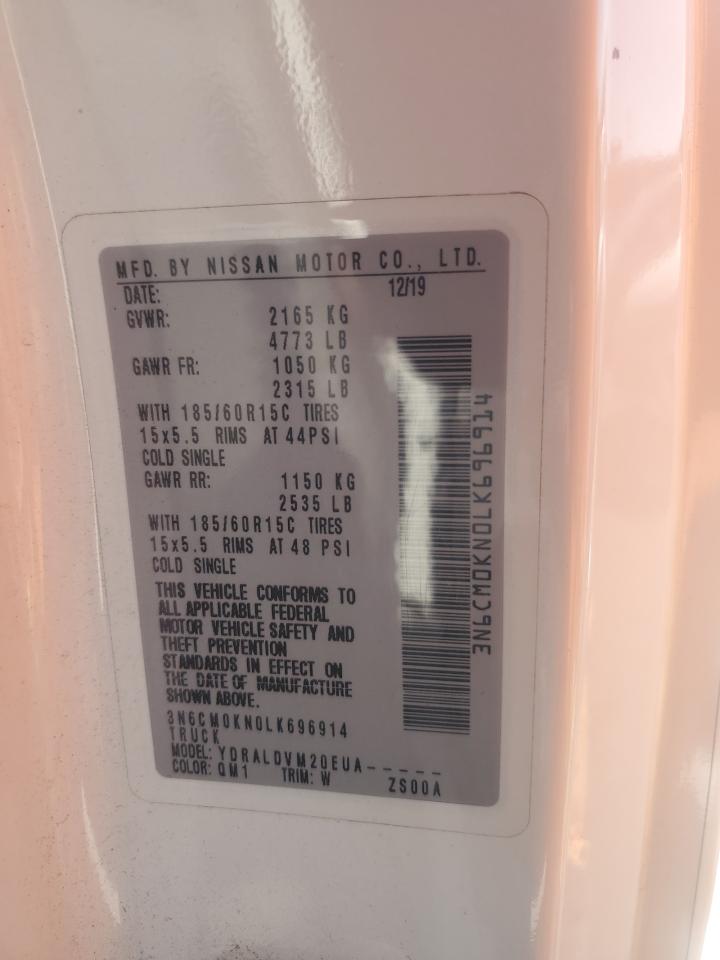 MFD. BY NISSAN MOTOR CO., LTD.
DATE: 12/19
GVWR: 2165 KG
4773 LB
GAWR FR: 1050 KG
2315 LB
WITH 185/60R15C TIRES
15x5.5 RIMS AT 44PSI
COLD SINGLE
GAWR RR: 1150 KG
2535 LB
WITH 185/60R15C TIRES
15x5.5 RIMS AT 48 PSI
COLD SINGLE
THIS VEHICLE CONFORMS TO
ALL APPLICABLE FEDERAL
MOTOR VEHICLE SAFETY AND
THEFT PREVENTION
STANDARDS IN EFFECT ON
THE DATE OF MANUFACTURE
SHOWN ABOVE.
3N6CM0KN0LK696914
TRUCK
MODEL: YDRALDVM20EUA-----
COLOR: QM1 TRIM: W ZS00A
3N6CM0KN0LK696914